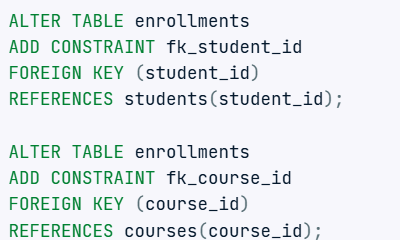 ALTER TABLE enrollments
ADD CONSTRAINT fk_student_id
FOREIGN KEY (student_id)
REFERENCES students(student_id);

ALTER TABLE enrollments
ADD CONSTRAINT fk_course_id
FOREIGN KEY (course_id)
REFERENCES courses(course_id);